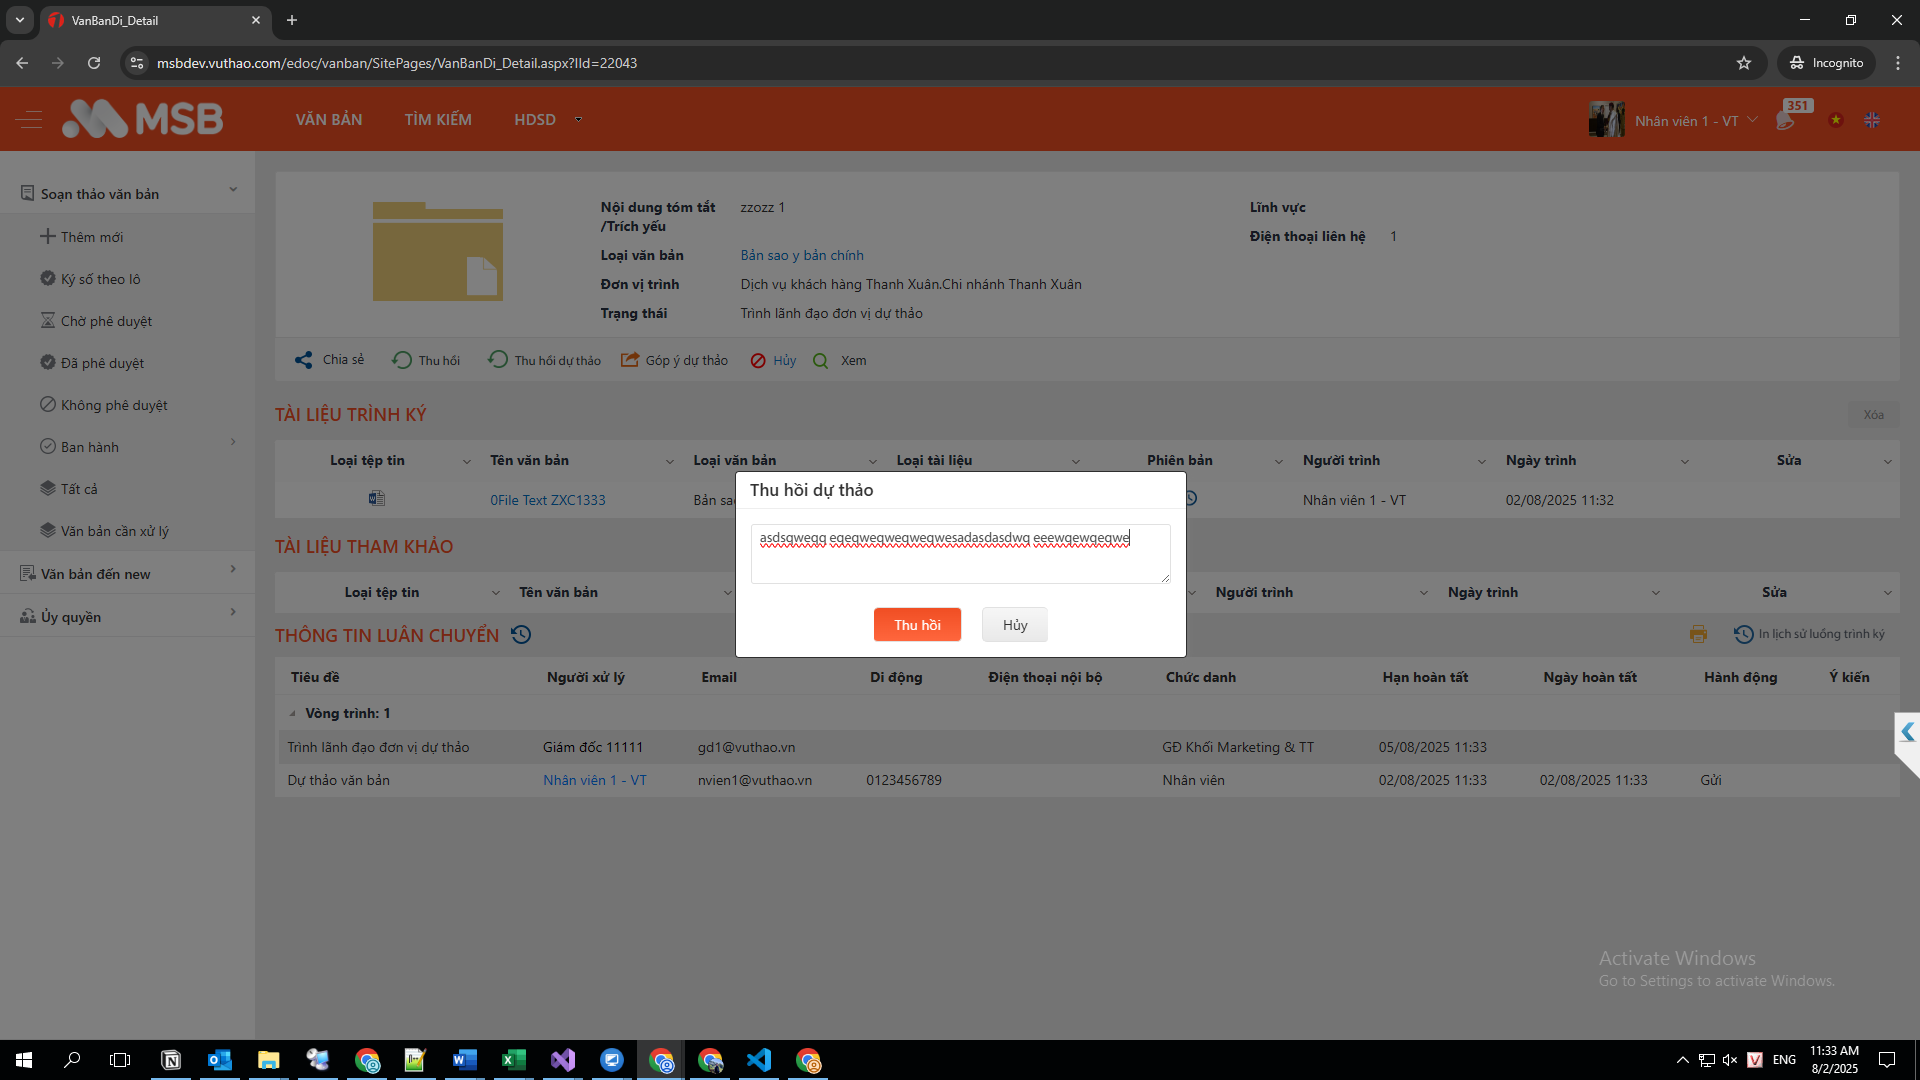 VanBanDi_Detail
msbdev.vuthao.com/edoc/vanban/SitePages/VanBanDi_Detail.aspx?IId=22043
Incognito
MSB
VĂN BẢN
TÌM KIẾM
HDSD
Nhân viên 1 - VT
351
Soạn thảo văn bản
Thêm mới
Ký số theo lô
Chờ phê duyệt
Đã phê duyệt
Không phê duyệt
Ban hành
Tất cả
Văn bản cần xử lý
Văn bản đến new
Ủy quyền
Nội dung tóm tắt
/Trích yếu
zzozz 1
Loại văn bản
Bản sao y bản chính
Đơn vị trình
Dịch vụ khách hàng Thanh Xuân.Chi nhánh Thanh Xuân
Trạng thái
Trình lãnh đạo đơn vị dự thảo
Lĩnh vực
Điện thoại liên hệ
1
Chia sẻ
Thu hồi
Thu hồi dự thảo
Góp ý dự thảo
Hủy
Xem
TÀI LIỆU TRÌNH KÝ
Xóa
Loại tệp tin
Tên văn bản
Loại văn bản
Loại tài liệu
Phiên bản
Người trình
Ngày trình
Sửa
0File Text ZXC1333
Bản sa
Nhân viên 1 - VT
02/08/2025 11:32
TÀI LIỆU THAM KHẢO
Loại tệp tin
Tên văn bản
Người trình
Ngày trình
Sửa
Thu hồi dự thảo
asdsqweqq eqeqweqweqweqwesadasdasdwq eeewqewqeqwe
Thu hồi
Hủy
THÔNG TIN LUÂN CHUYỂN
In lịch sử luồng trình ký
Tiêu đề
Người xử lý
Email
Di động
Điện thoại nội bộ
Chức danh
Hạn hoàn tất
Ngày hoàn tất
Hành động
Ý kiến
Vòng trình: 1
Trình lãnh đạo đơn vị dự thảo
Giám đốc 11111
gd1@vuthao.vn
GĐ Khối Marketing & TT
05/08/2025 11:33
Dự thảo văn bản
Nhân viên 1 - VT
nvien1@vuthao.vn
0123456789
Nhân viên
02/08/2025 11:33
02/08/2025 11:33
Gửi
Activate Windows
Go to Settings to activate Windows.
ENG
11:33 AM
8/2/2025